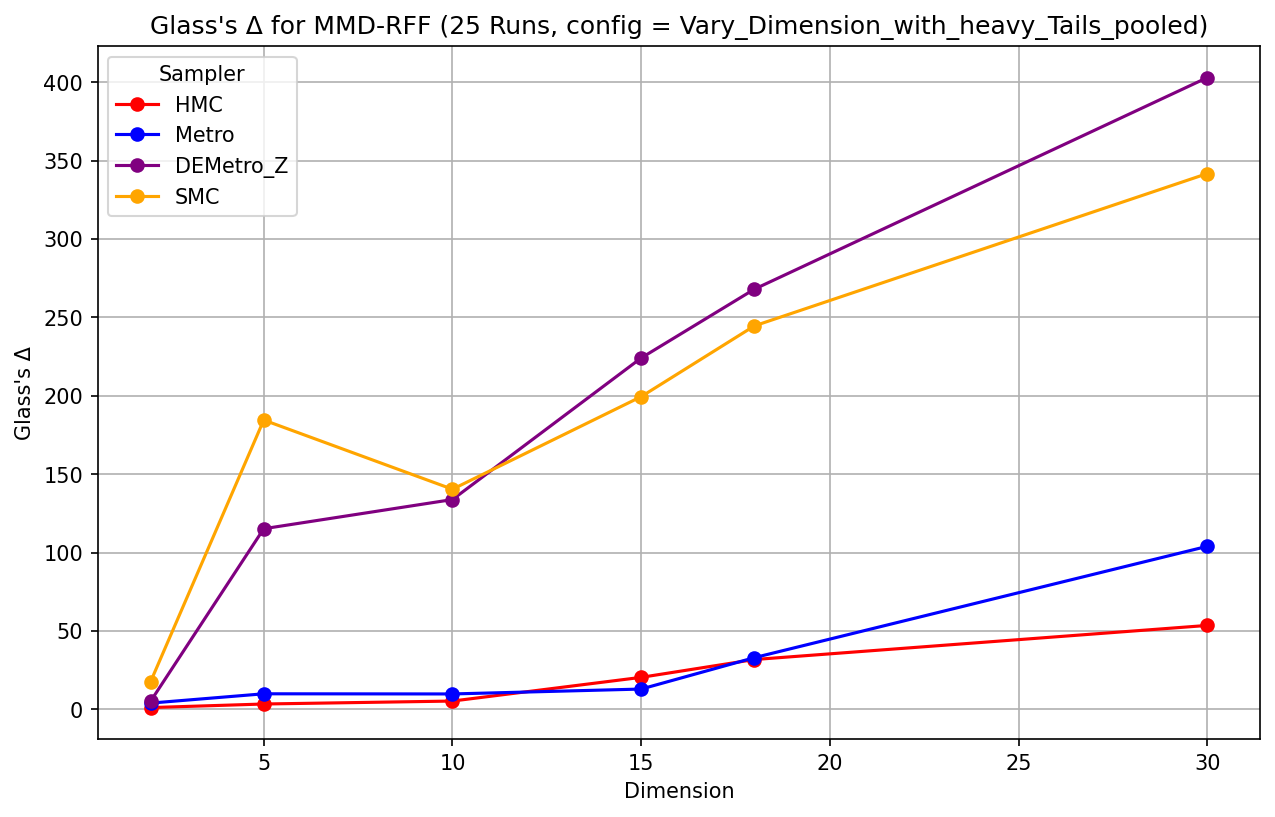 Glass's Δ for MMD-RFF (25 Runs, config = Vary_Dimension_with_heavy_Tails_pooled)
Sampler
HMC
Metro
DEMetro_Z
SMC
400
350
300
250
200
150
100
50
0
Glass's Δ
5 10 15 20 25 30
Dimension